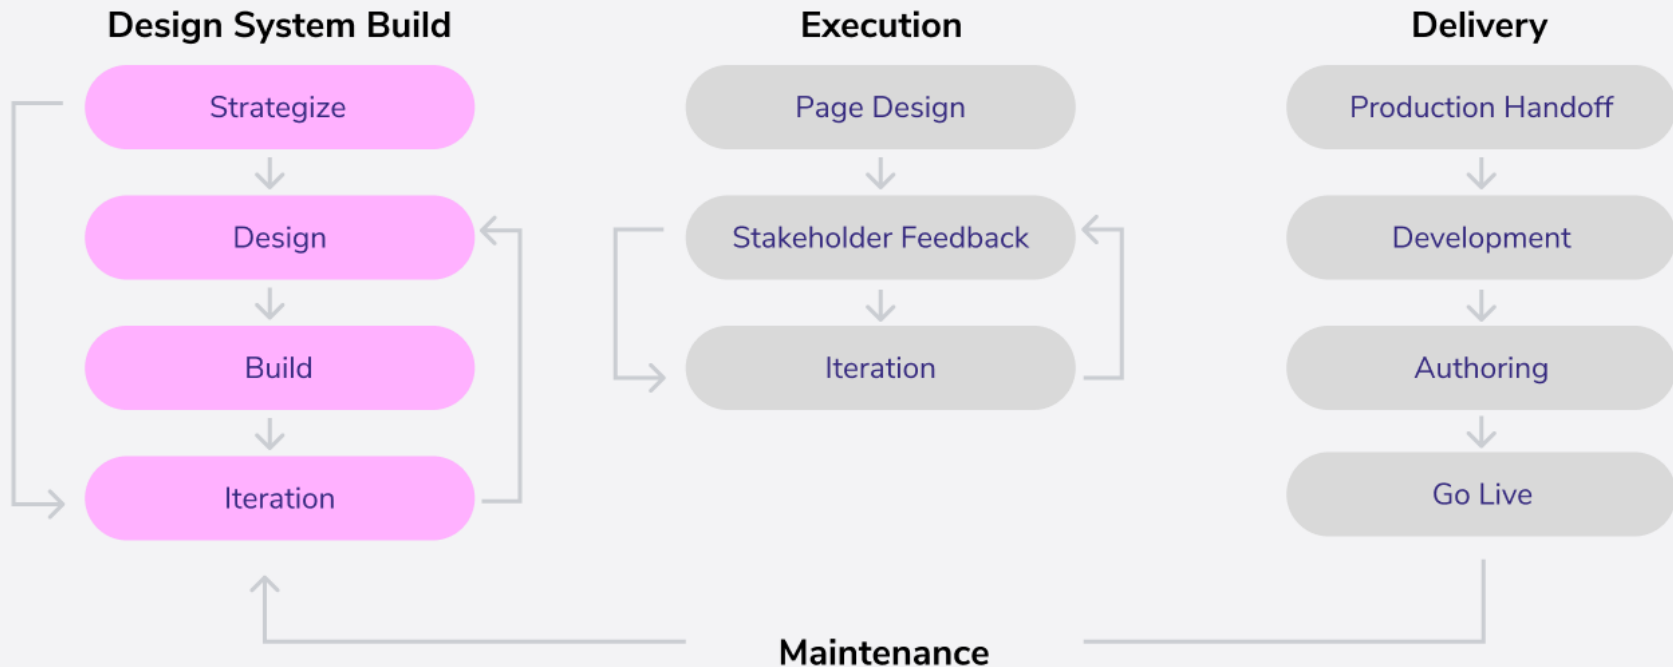 Design System Build
Strategize
Design
Build
Iteration
Execution
Page Design
Stakeholder Feedback
Iteration
Delivery
Production Handoff
Development
Authoring
Go Live
Maintenance